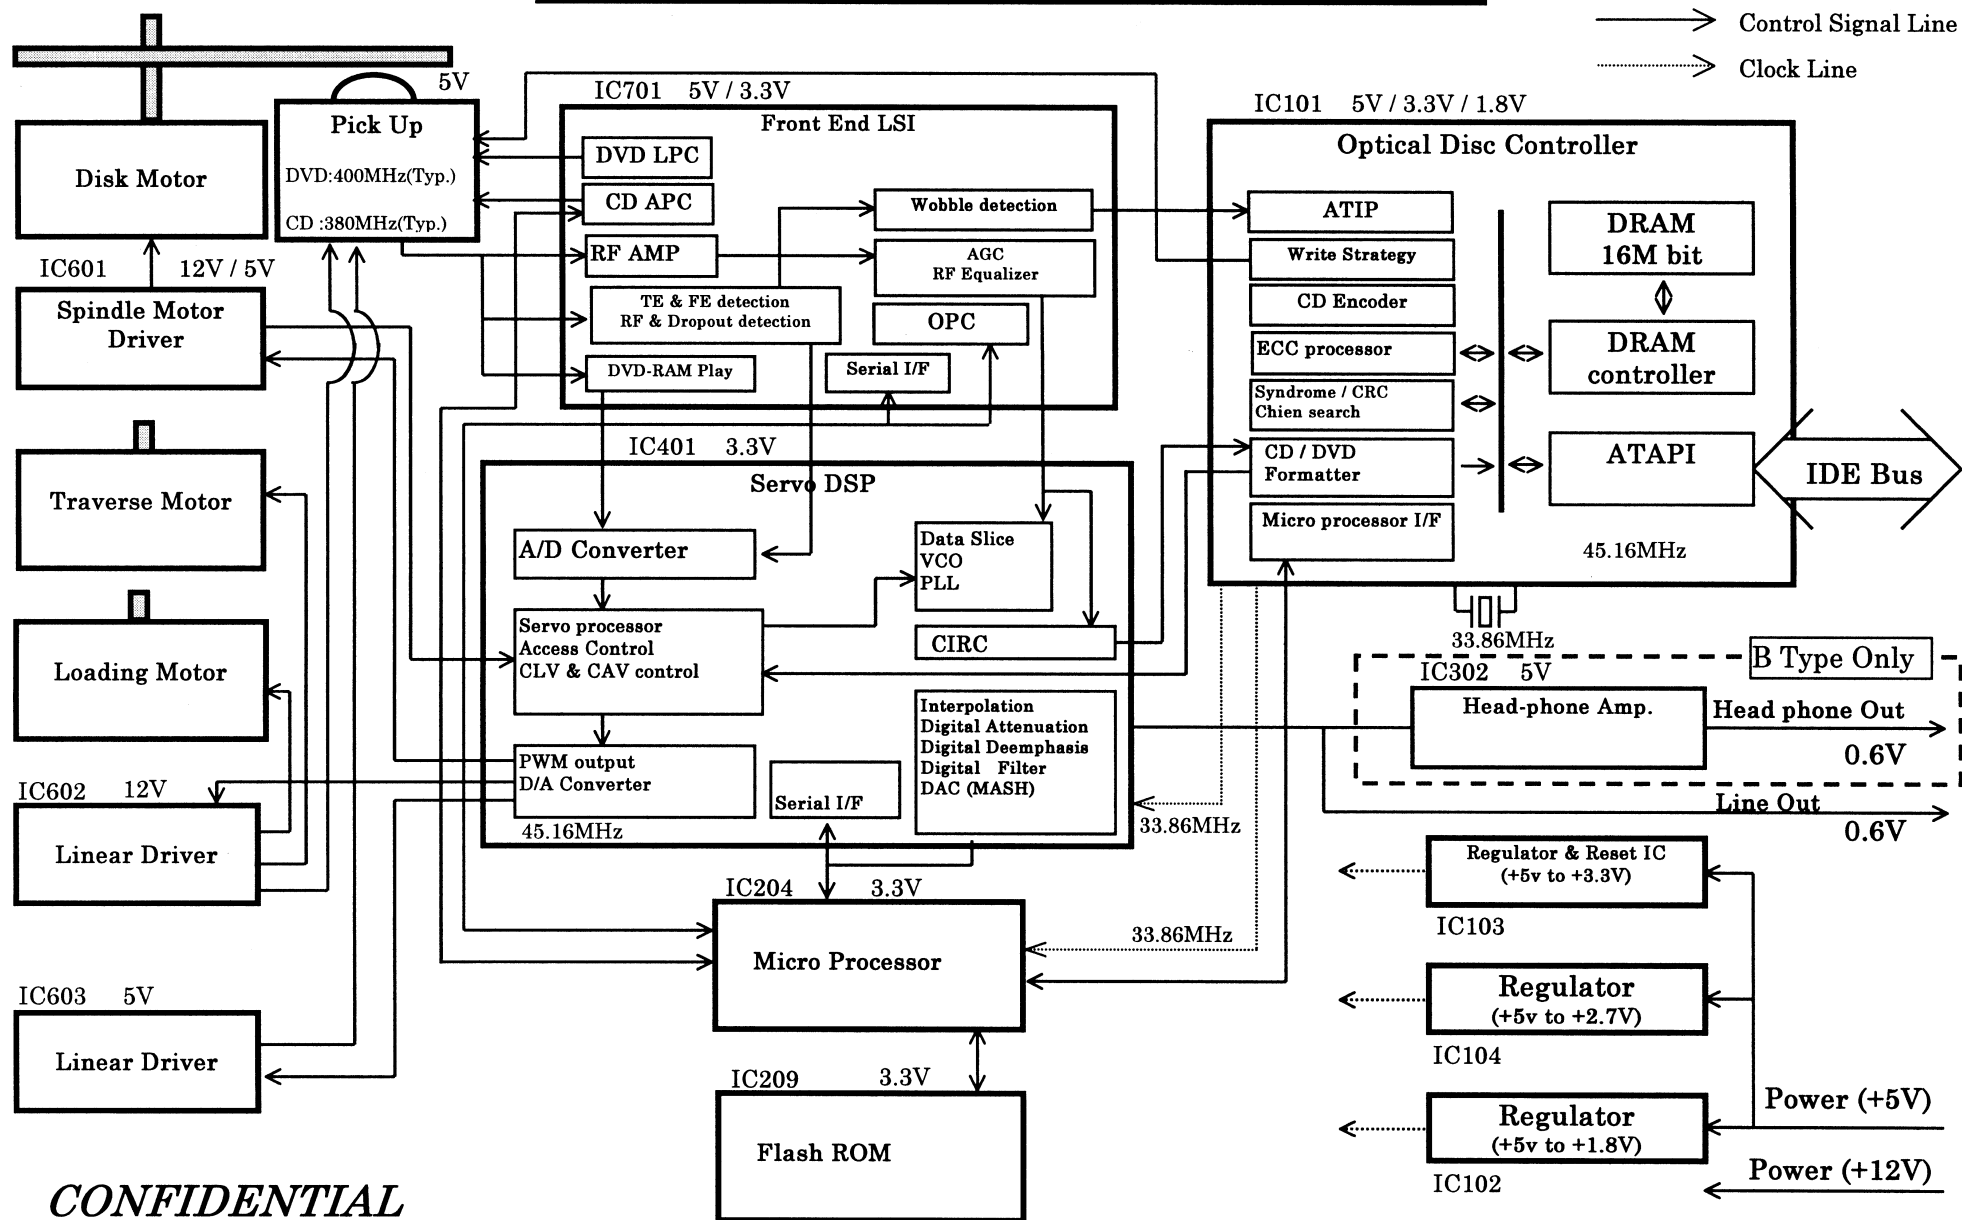 Control Signal Line
Clock Line
5V
Pick Up
DVD:400MHz(Typ.)
CD :380MHz(Typ.)
Disk Motor
IC601 12V / 5V
Spindle Motor
Driver
Traverse Motor
Loading Motor
IC602 12V
Linear Driver
IC603 5V
Linear Driver
CONFIDENTIAL
IC701 5V / 3.3V
Front End LSI
DVD LPC
CD APC
RF AMP
TE & FE detection
RF & Dropout detection
DVD-RAM Play
Wobble detection
AGC
RF Equalizer
OPC
Serial I/F
IC401 3.3V
Servo DSP
A/D Converter
Data Slice
VCO
PLL
Servo processor
Access Control
CLV & CAV control
CIRC
Interpolation
Digital Attenuation
Digital Deemphasis
Digital Filter
DAC (MASH)
PWM output
D/A Converter
Serial I/F
45.16MHz
33.86MHz
IC204 3.3V
Micro Processor
33.86MHz
IC209 3.3V
Flash ROM
IC101 5V / 3.3V / 1.8V
Optical Disc Controller
ATIP
Write Strategy
CD Encoder
ECC processor
Syndrome / CRC
Chien search
CD / DVD
Formatter
Micro processor I/F
DRAM
16M bit
DRAM
controller
ATAPI
IDE Bus
45.16MHz
33.86MHz
B Type Only
IC302 5V
Head-phone Amp.
Head phone Out
0.6V
Line Out
0.6V
Regulator & Reset IC
(+5v to +3.3V)
IC103
Regulator
(+5v to +2.7V)
IC104
Regulator
(+5v to +1.8V)
IC102
Power (+5V)
Power (+12V)